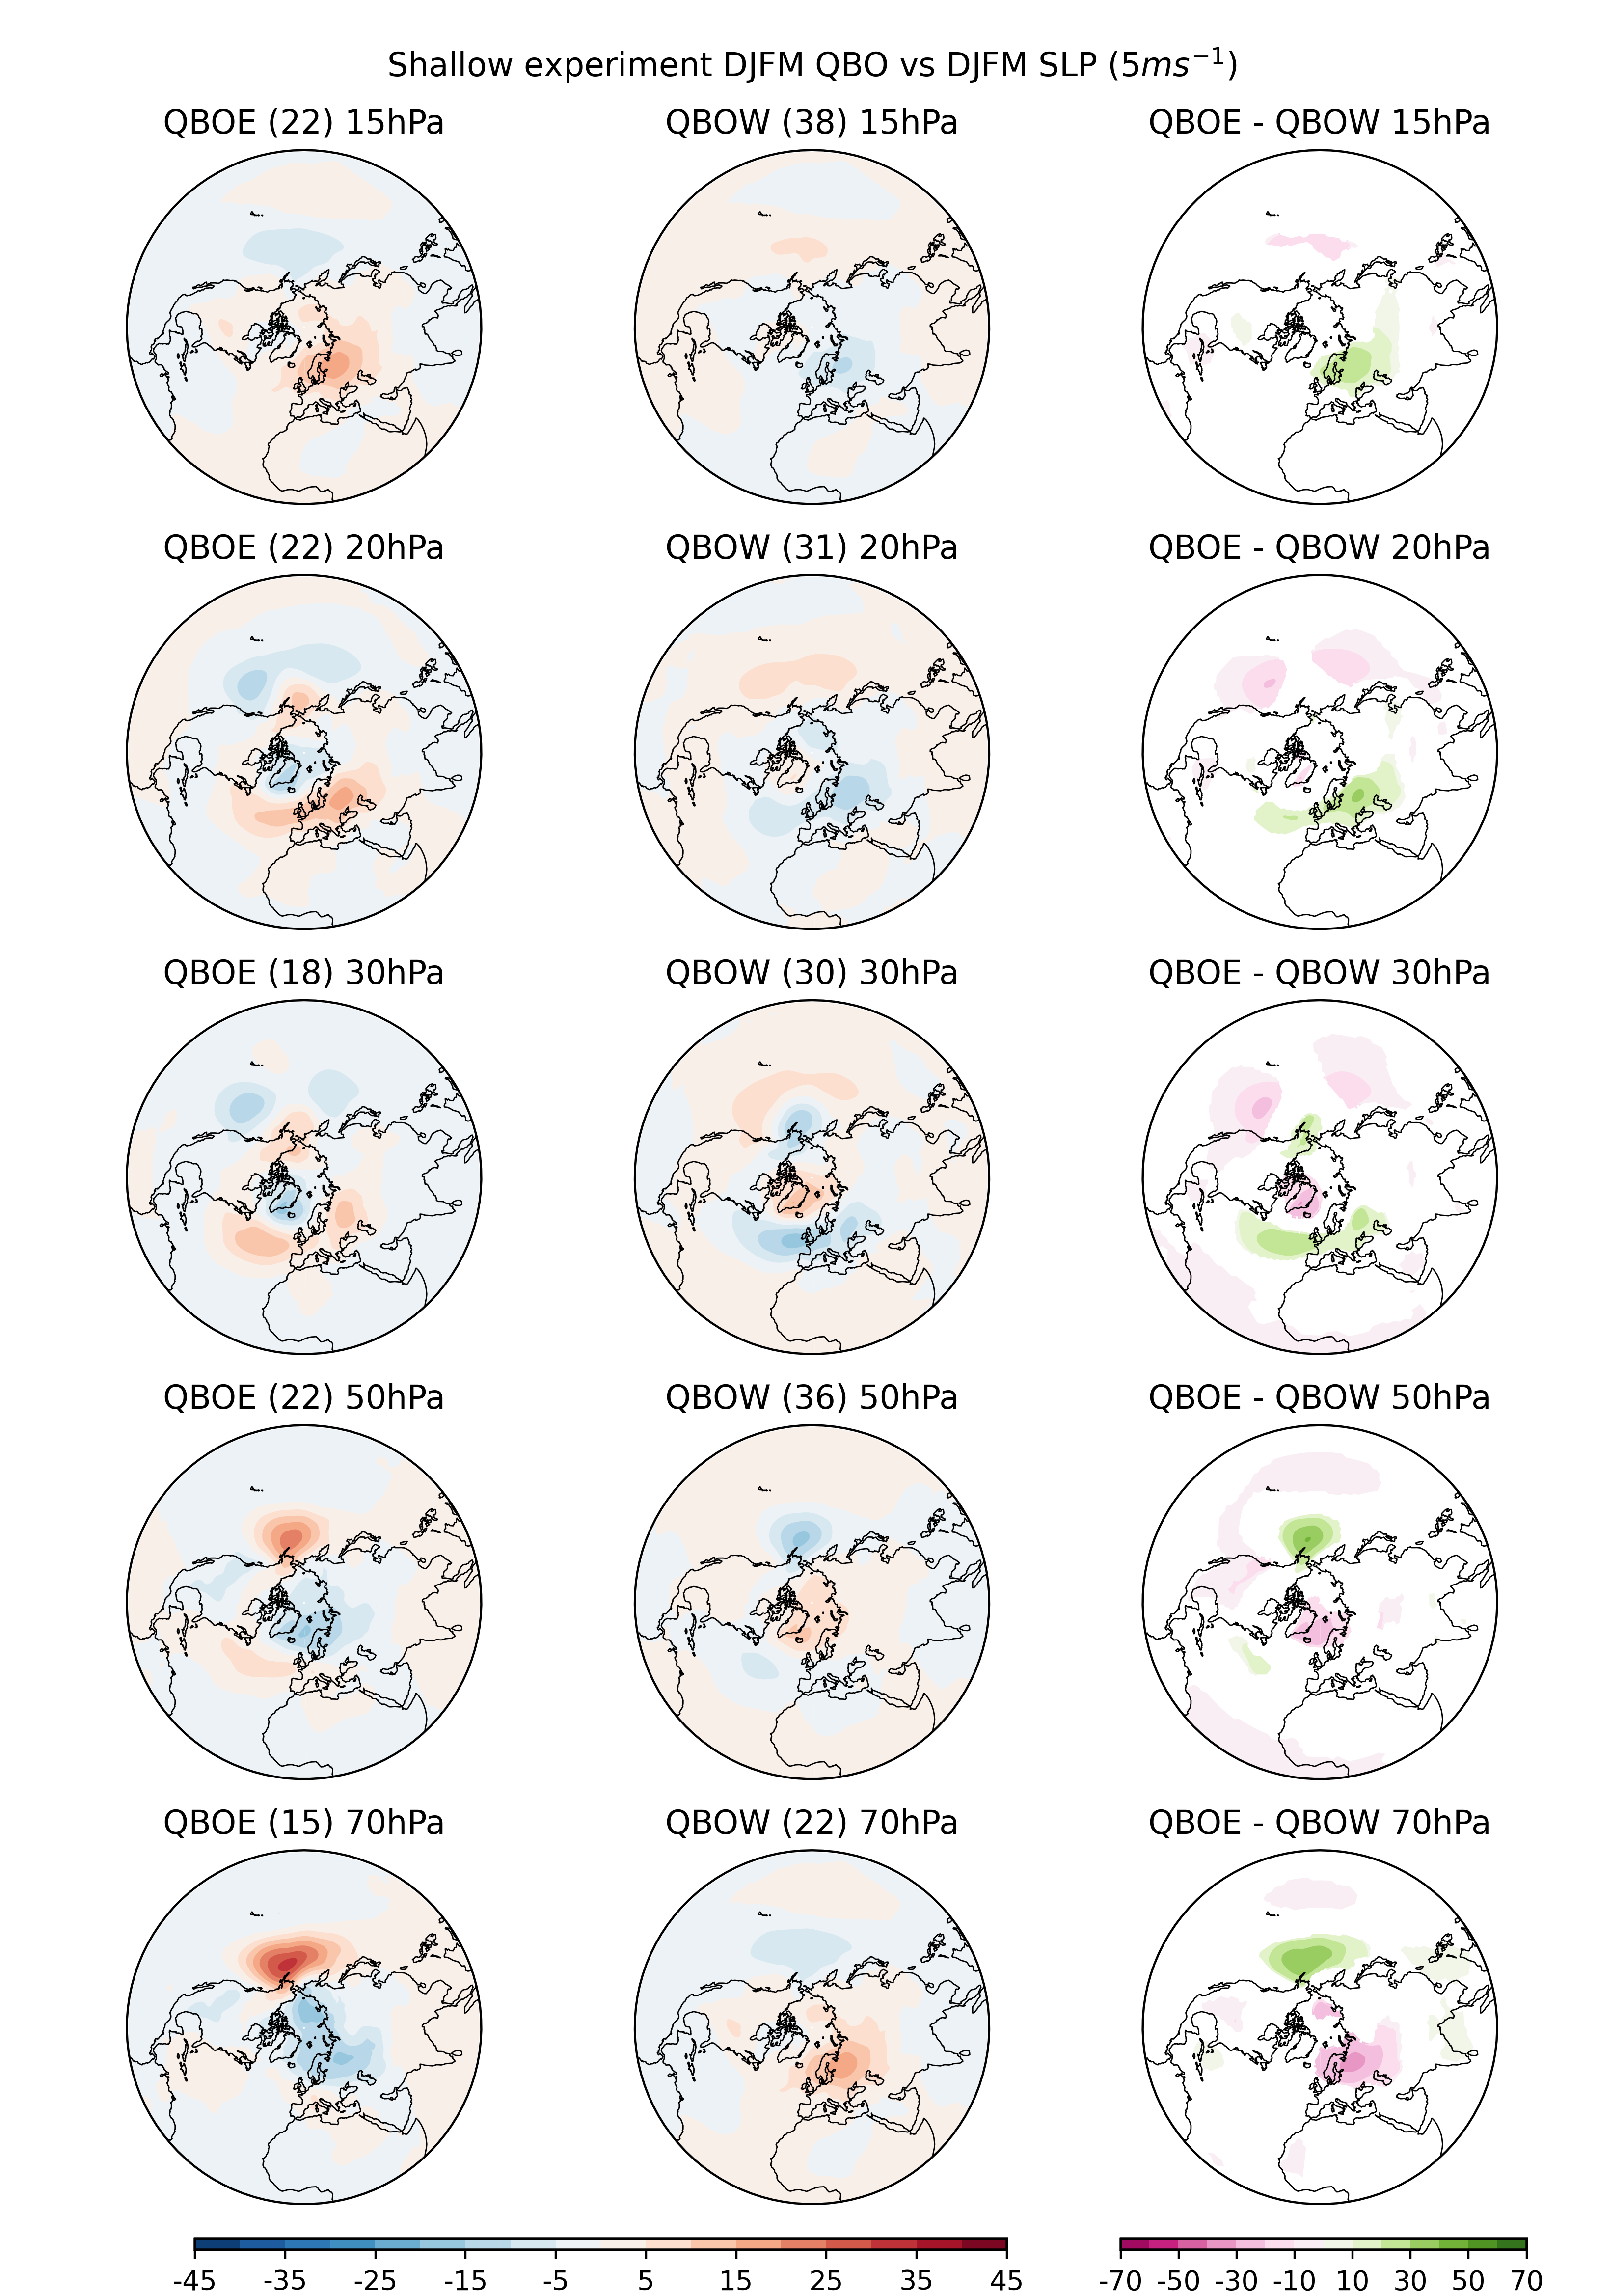 Shallow experiment DJFM QBO vs DJFM SLP (5ms⁻¹)
QBOE (22) 15hPa QBOW (38) 15hPa QBOE - QBOW 15hPa
QBOE (22) 20hPa QBOW (31) 20hPa QBOE - QBOW 20hPa
QBOE (18) 30hPa QBOW (30) 30hPa QBOE - QBOW 30hPa
QBOE (22) 50hPa QBOW (36) 50hPa QBOE - QBOW 50hPa
QBOE (15) 70hPa QBOW (22) 70hPa QBOE - QBOW 70hPa
-45 -35 -25 -15 -5 5 15 25 35 45 -70 -50 -30 -10 10 30 50 70